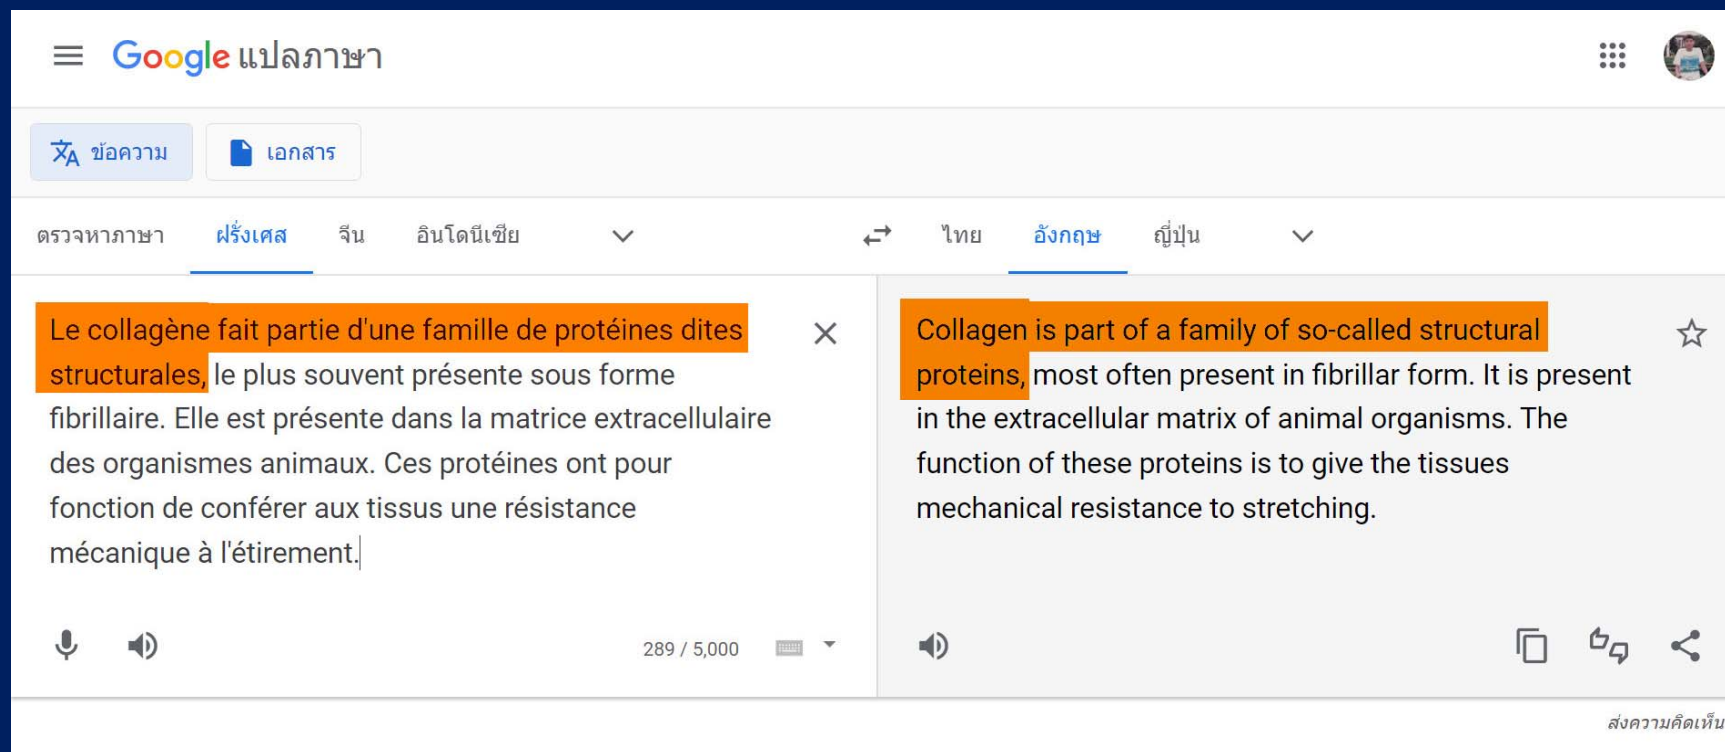 Google แปลภาษา
ข้อความ
เอกสาร
ตรวจหาภาษา ฝรั่งเศส จีน อินโดนีเซีย
ไทย อังกฤษ ญี่ปุ่น
Le collagène fait partie d'une famille de protéines dites
structurales, le plus souvent présente sous forme
fibrillaire. Elle est présente dans la matrice extracellulaire
des organismes animaux. Ces protéines ont pour
fonction de conférer aux tissus une résistance
mécanique à l'étirement.
289 / 5,000
Collagen is part of a family of so-called structural
proteins, most often present in fibrillar form. It is present
in the extracellular matrix of animal organisms. The
function of these proteins is to give the tissues
mechanical resistance to stretching.
ส่งความคิดเห็น